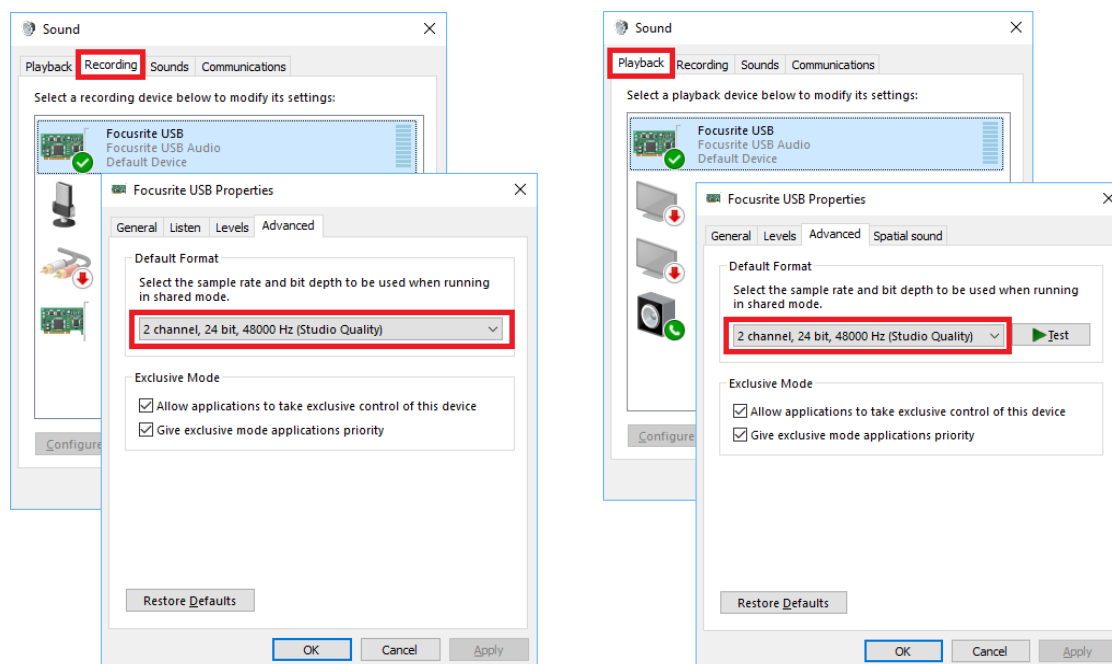 Sound
Playback Recording Sounds Communications
Select a recording device below to modify its settings:
Focusrite USB
Focusrite USB Audio
Default Device
Configure
Focusrite USB Properties
General Listen Levels Advanced
Default Format
Select the sample rate and bit depth to be used when running
in shared mode.
2 channel, 24 bit, 48000 Hz (Studio Quality)
Exclusive Mode
Allow applications to take exclusive control of this device
Give exclusive mode applications priority
Restore Defaults
OK Cancel Apply
Sound
Playback Recording Sounds Communications
Select a playback device below to modify its settings:
Focusrite USB
Focusrite USB Audio
Default Device
Configure
Focusrite USB Properties
General Levels Advanced Spatial sound
Default Format
Select the sample rate and bit depth to be used when running
in shared mode.
2 channel, 24 bit, 48000 Hz (Studio Quality) Test
Exclusive Mode
Allow applications to take exclusive control of this device
Give exclusive mode applications priority
Restore Defaults
OK Cancel Apply